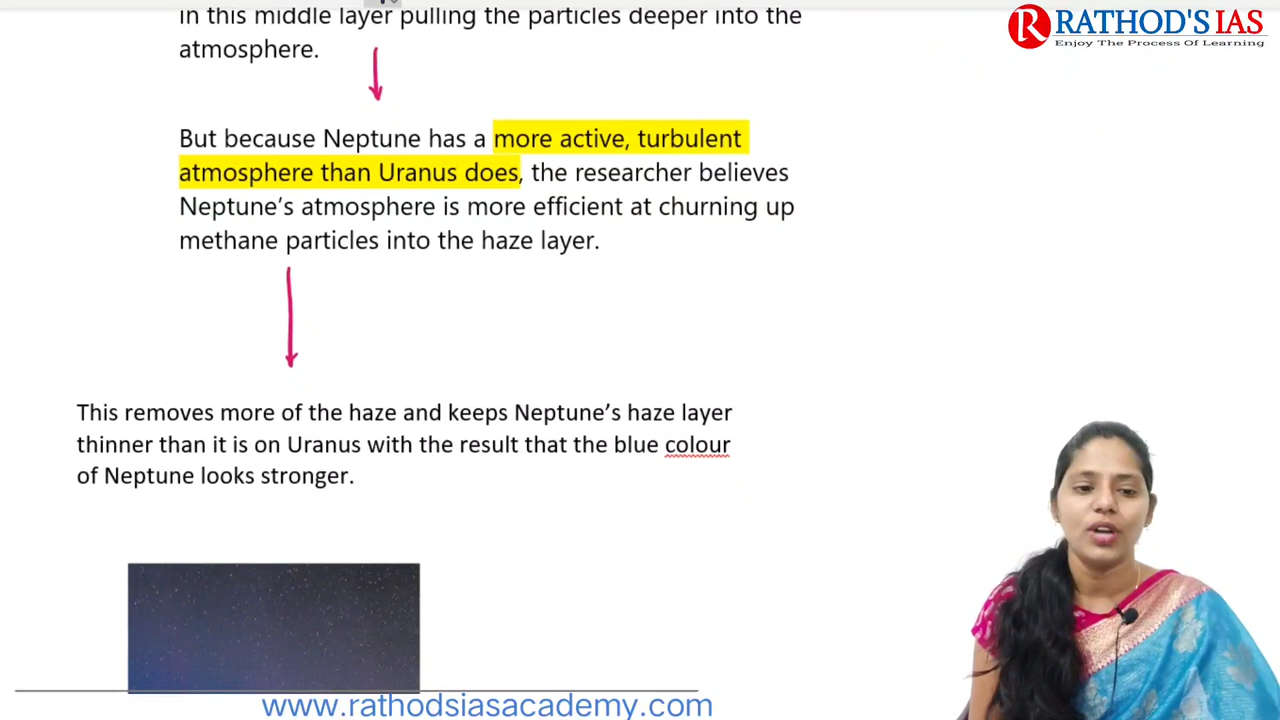 in this middle layer pulling the particles deeper into the
atmosphere.
RATHOD'S IAS
Enjoy The Process Of Learning
But because Neptune has a more active, turbulent
atmosphere than Uranus does, the researcher believes
Neptune’s atmosphere is more efficient at churning up
methane particles into the haze layer.
This removes more of the haze and keeps Neptune’s haze layer
thinner than it is on Uranus with the result that the blue colour
of Neptune looks stronger.
www.rathodsiasacademy.com